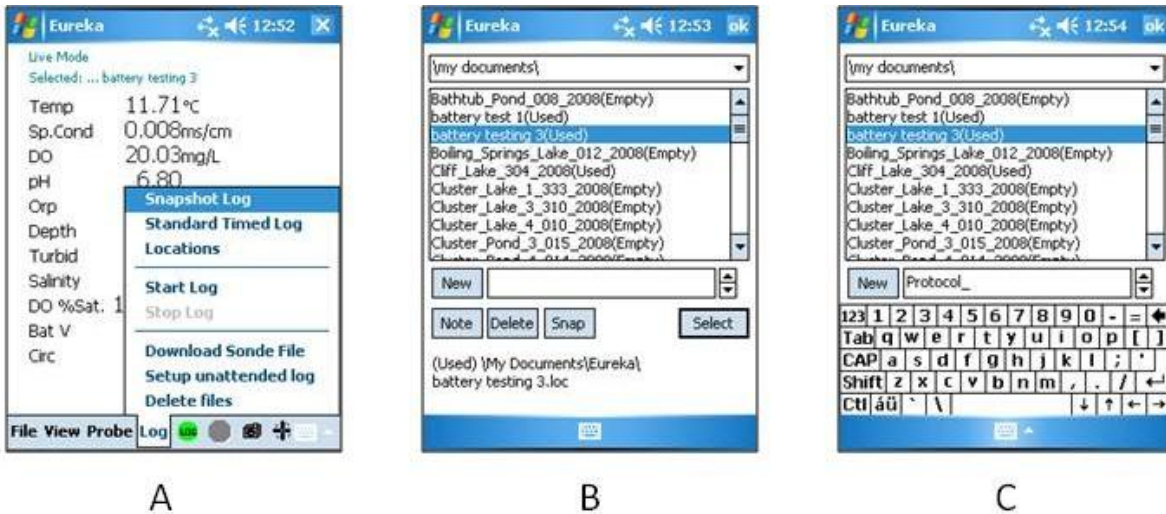 Eureka 12:52
Live Mode
Selected: ... battery testing 3
Temp 11.71°C
Sp.Cond 0.008ms/cm
DO 20.03mg/L
pH 6.80
Orp
Depth
Turbid
Salinity
DO %Sat. 1
Bat V
Circ
Snapshot Log
Standard Timed Log
Locations
Start Log
Stop Log
Download Sonde File
Setup unattended log
Delete files
File View Probe Log LOG
A
Eureka 12:53 ok
\my documents\
Bathtub_Pond_008_2008(Empty)
battery test 1(Used)
battery testing 3(Used)
Boiling_Springs_Lake_012_2008(Empty)
Cliff_Lake_304_2008(Used)
Cluster_Lake_1_333_2008(Empty)
Cluster_Lake_3_310_2008(Empty)
Cluster_Lake_4_010_2008(Empty)
Cluster_Pond_3_015_2008(Empty)
Cluster_Pond_4_014_2008(Empty)
New
Note Delete Snap Select
(Used) \My Documents\Eureka\
battery testing 3.loc
B
Eureka 12:54 ok
\my documents\
Bathtub_Pond_008_2008(Empty)
battery test 1(Used)
battery testing 3(Used)
Boiling_Springs_Lake_012_2008(Empty)
Cliff_Lake_304_2008(Used)
Cluster_Lake_1_333_2008(Empty)
Cluster_Lake_3_310_2008(Empty)
Cluster_Lake_4_010_2008(Empty)
Cluster_Pond_3_015_2008(Empty)
Cluster_Pond_4_014_2008(Empty)
New Protocol_
123 1 2 3 4 5 6 7 8 9 0 - =
Tab q w e r t y u i o p [ ]
CAP a s d f g h j k l ; '
Shift z x c v b n m , . /
Ctl áü ` \ ↓ ↑ ← →
C